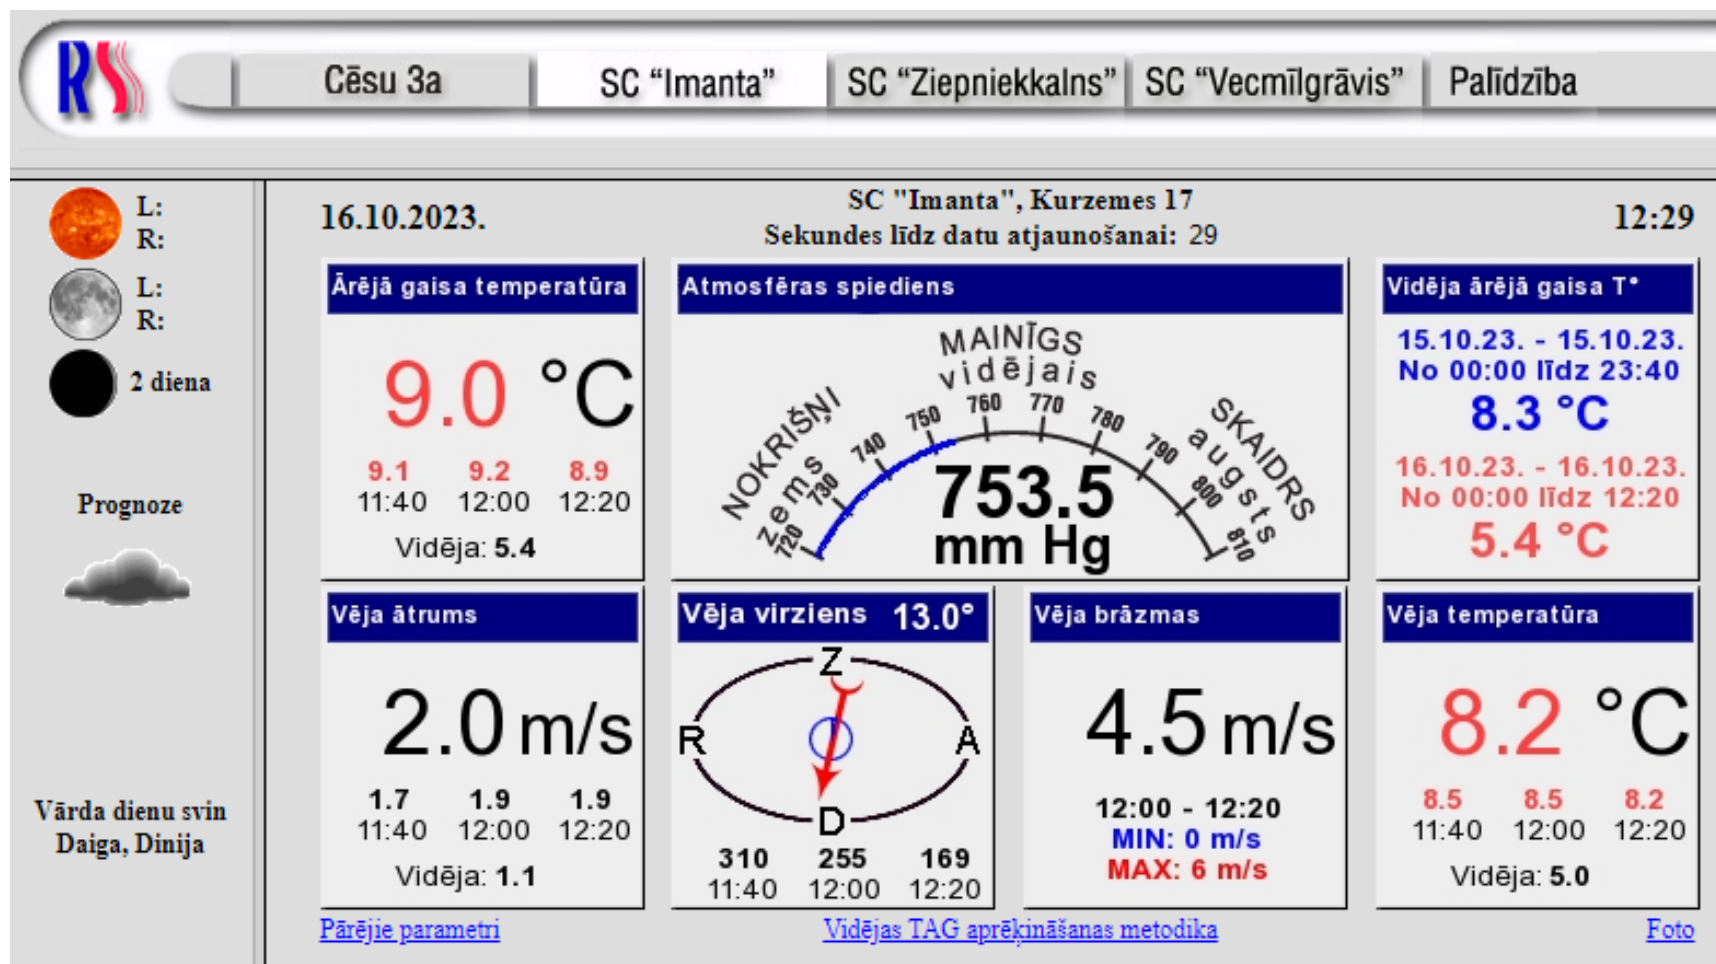 RS
Cēsu 3a
SC “Imanta”
SC “Ziepniekkalns”
SC “Vecmīlgrāvis”
Palīdzība
L:
R:
L:
R:
2 diena
Prognoze
Vārda dienu svin
Daiga, Dinija
16.10.2023.
SC "Imanta", Kurzemes 17
Sekundes līdz datu atjaunošanai: 29
12:29
Ārējā gaisa temperatūra
9.0 °C
9.1 9.2 8.9
11:40 12:00 12:20
Vidēja: 5.4
Atmosfēras spiediens
NOKRIŠŅI
zems
MAINĪGS
vidējais
SKAIDRS
augsts
720 730 740 750 760 770 780 790 800 810
753.5
mm Hg
Vidēja ārējā gaisa T°
15.10.23. - 15.10.23.
No 00:00 līdz 23:40
8.3 °C
16.10.23. - 16.10.23.
No 00:00 līdz 12:20
5.4 °C
Vēja ātrums
2.0 m/s
1.7 1.9 1.9
11:40 12:00 12:20
Vidēja: 1.1
Vēja virziens 13.0°
Z
R A
D
310 255 169
11:40 12:00 12:20
Vēja brāzmas
4.5 m/s
12:00 - 12:20
MIN: 0 m/s
MAX: 6 m/s
Vēja temperatūra
8.2 °C
8.5 8.5 8.2
11:40 12:00 12:20
Vidēja: 5.0
Pārējie parametri
Vidējas TAG aprēķināšanas metodika
Foto